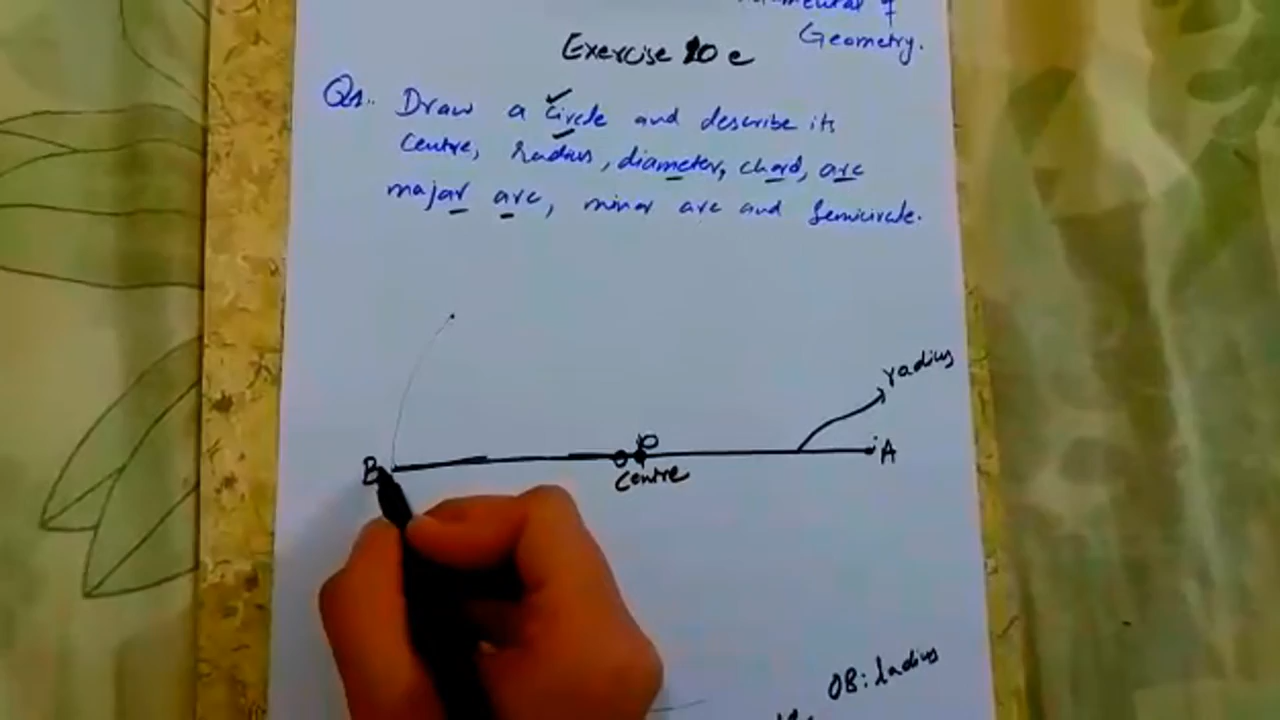 of
Geometry.
Exercise 10 e
Q1. Draw a Circle and describe its
Centre, radius, diameter, chord, arc
major arc, minor arc and Semicircle.
radius
O
A
B
Centre
OB: radius